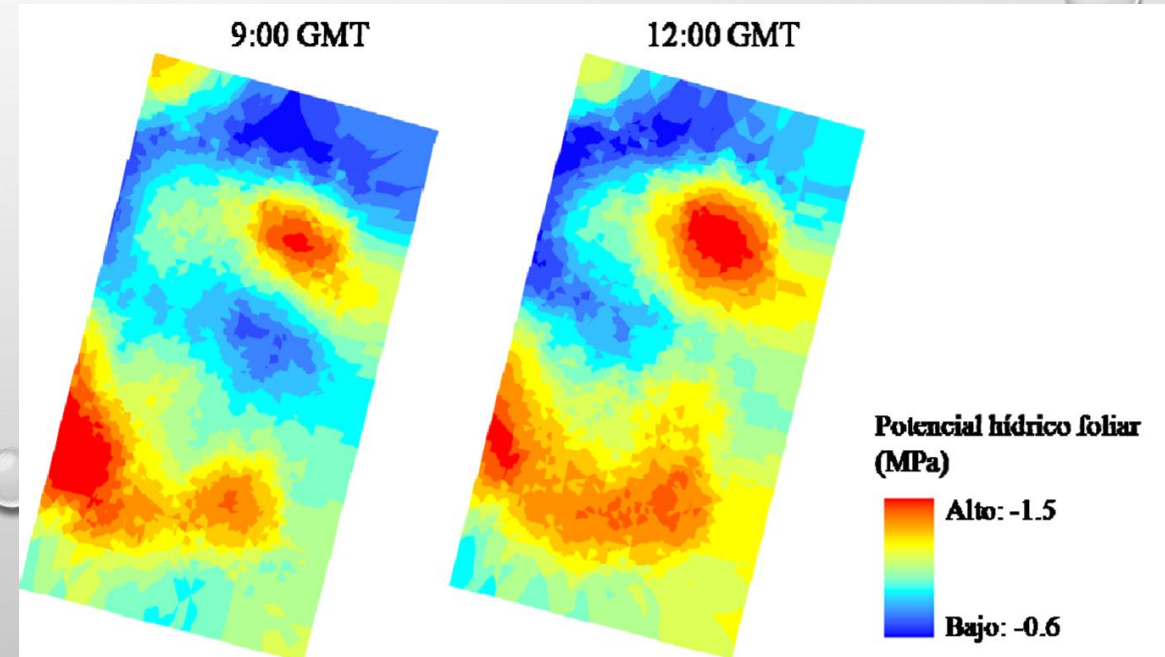 9:00 GMT
12:00 GMT
Potencial hídrico foliar
(MPa)
Alto: -1.5
Bajo: -0.6